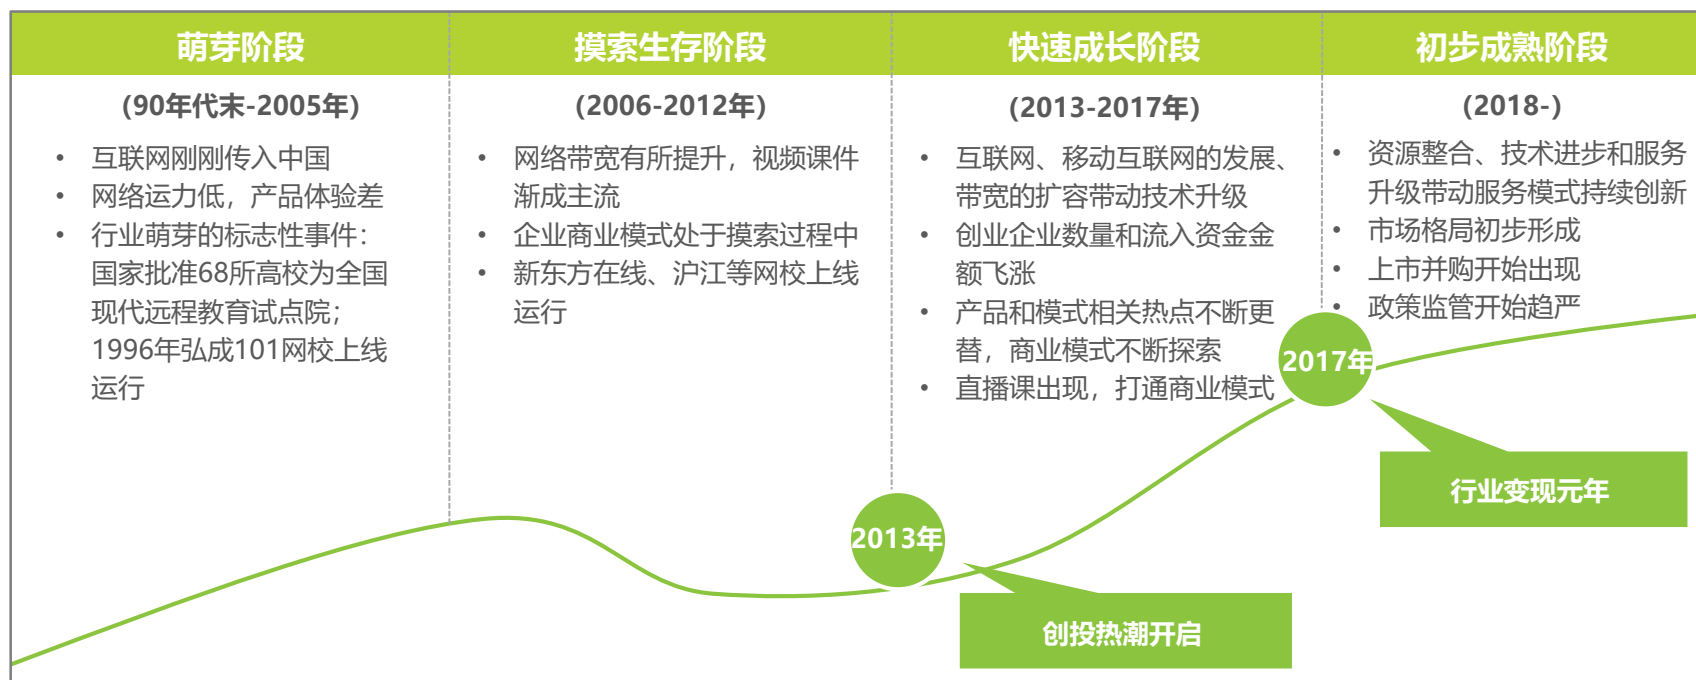 萌芽阶段
(90年代末-2005年)
• 互联网刚刚传入中国
• 网络运力低，产品体验差
• 行业萌芽的标志性事件：
国家批准68所高校为全国
现代远程教育试点院；
1996年弘成101网校上线
运行
摸索生存阶段
(2006-2012年)
• 网络带宽有所提升，视频课件
渐成主流
• 企业商业模式处于摸索过程中
• 新东方在线、沪江等网校上线
运行
快速成长阶段
(2013-2017年)
• 互联网、移动互联网的发展、
带宽的扩容带动技术升级
• 创业企业数量和流入资金金
额飞涨
• 产品和模式相关热点不断更
替，商业模式不断探索
• 直播课出现，打通商业模式
初步成熟阶段
(2018-)
• 资源整合、技术进步和服务
升级带动服务模式持续创新
• 市场格局初步形成
• 上市并购开始出现
• 政策监管开始趋严
2017年
行业变现元年
2013年
创投热潮开启